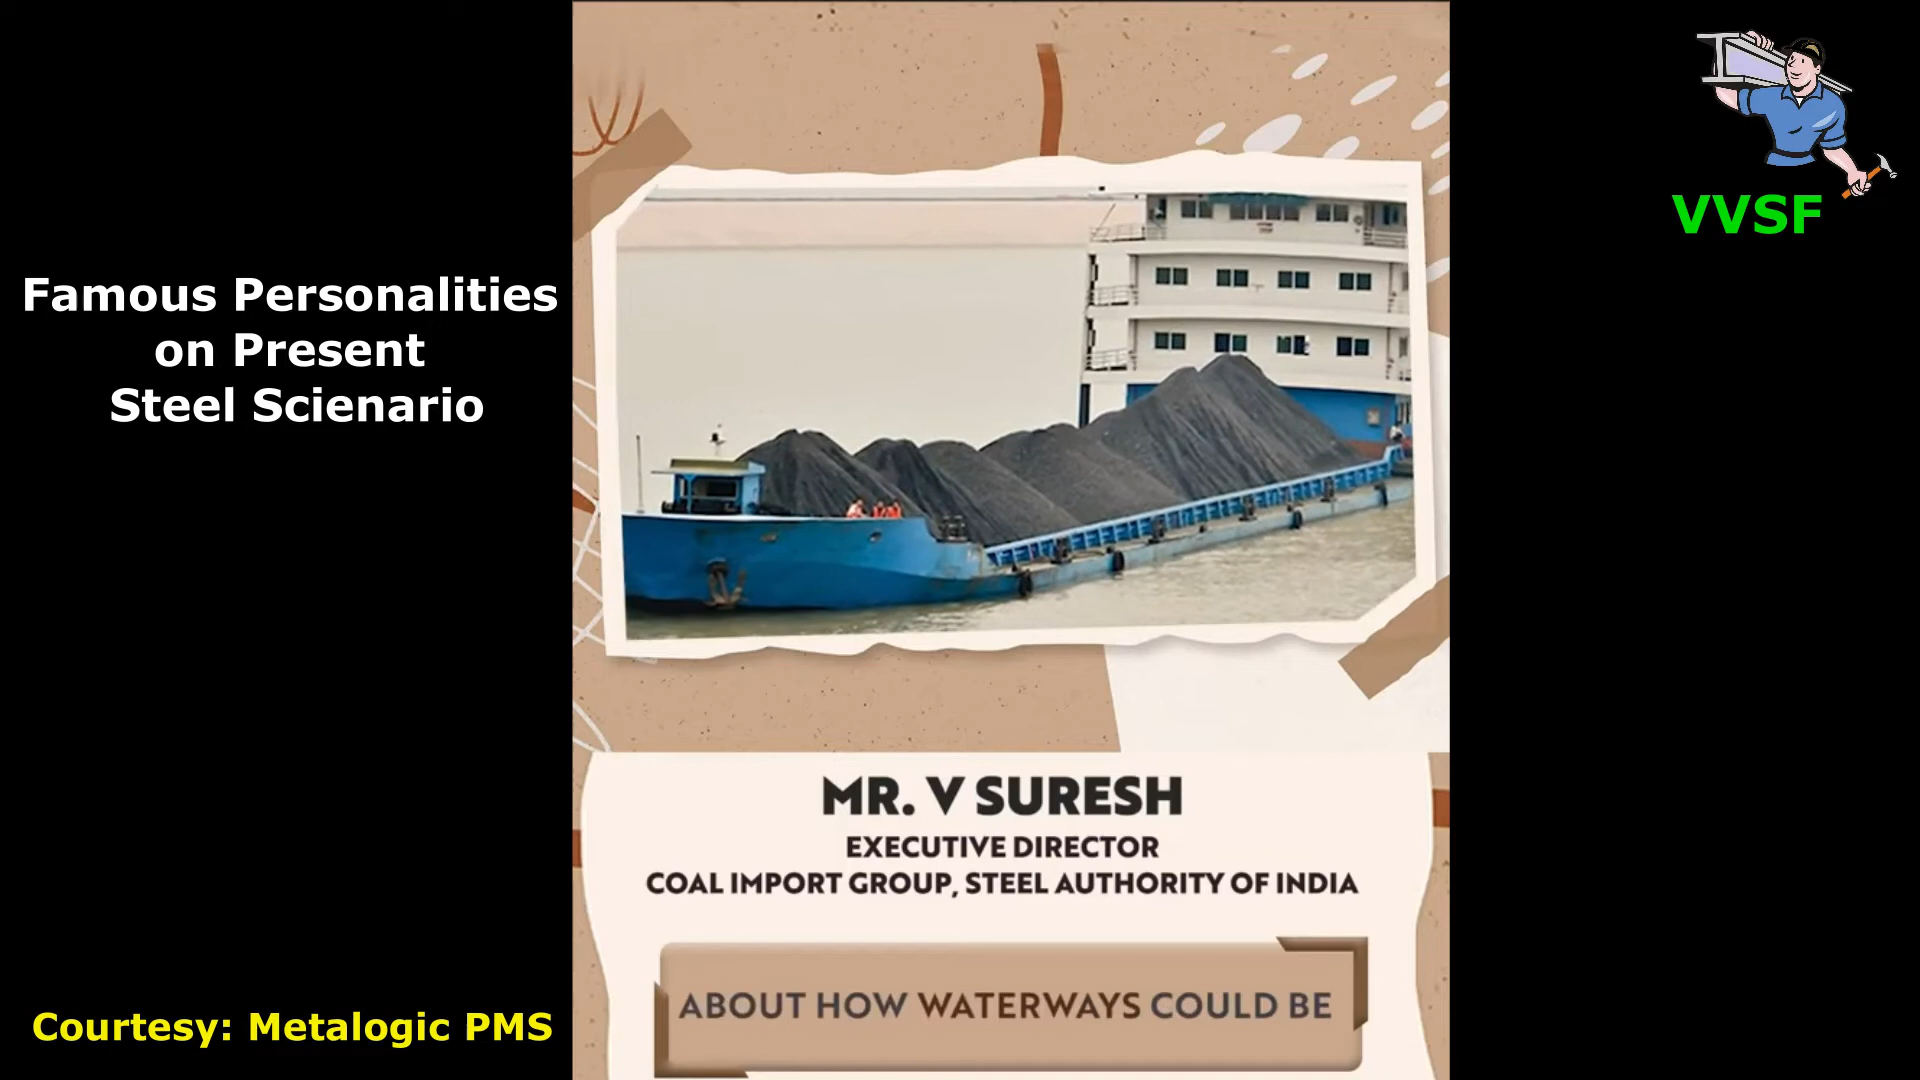 VVSF
Famous Personalities
on Present
Steel Scienario
MR. V SURESH
EXECUTIVE DIRECTOR
COAL IMPORT GROUP, STEEL AUTHORITY OF INDIA
ABOUT HOW WATERWAYS COULD BE
Courtesy: Metalogic PMS